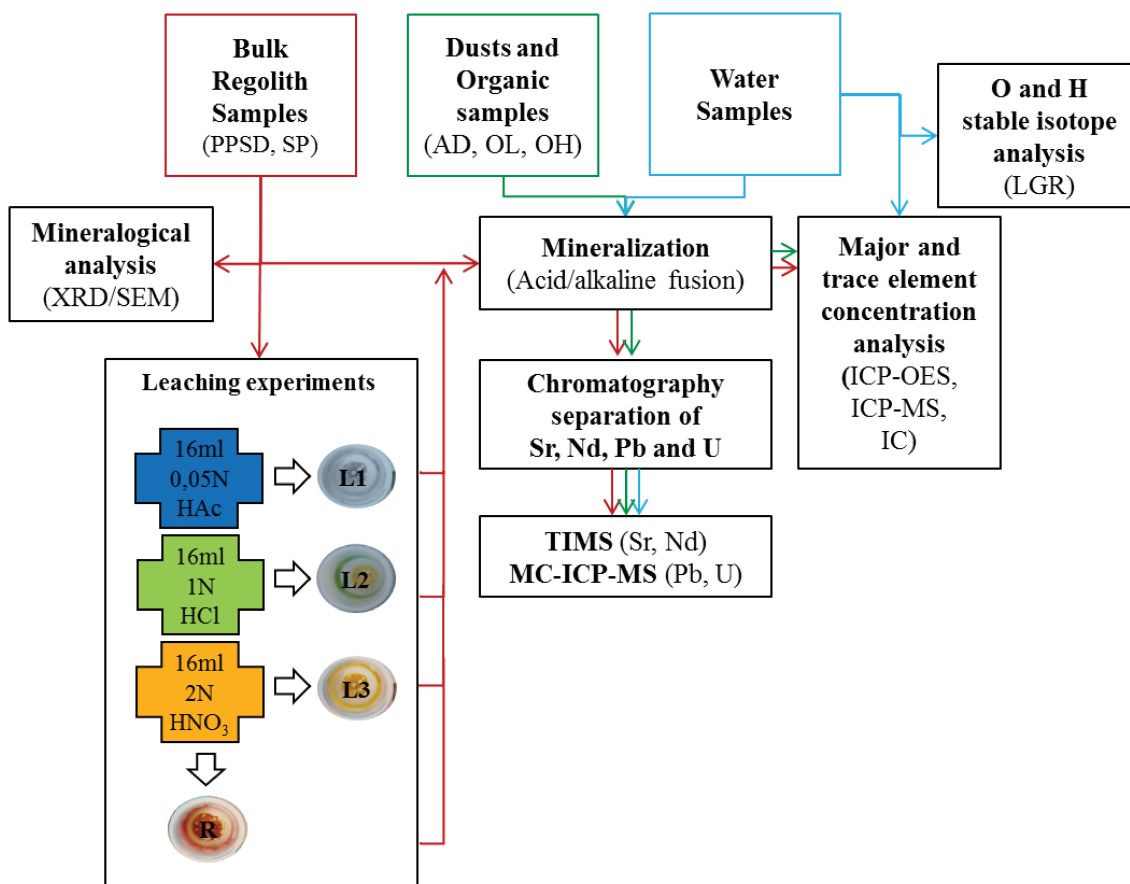 Bulk
Regolith
Samples
(PPSD, SP)
Dusts and
Organic
samples
(AD, OL, OH)
Water
Samples
O and H
stable isotope
analysis
(LGR)
Mineralogical
analysis
(XRD/SEM)
Mineralization
(Acid/alkaline fusion)
Major and
trace element
concentration
analysis
(ICP-OES,
ICP-MS,
IC)
Chromatography
separation of
Sr, Nd, Pb and U
TIMS (Sr, Nd)
MC-ICP-MS (Pb, U)
Leaching experiments
16ml
0,05N
HAc
L1
16ml
1N
HCl
L2
16ml
2N
HNO₃
L3
R